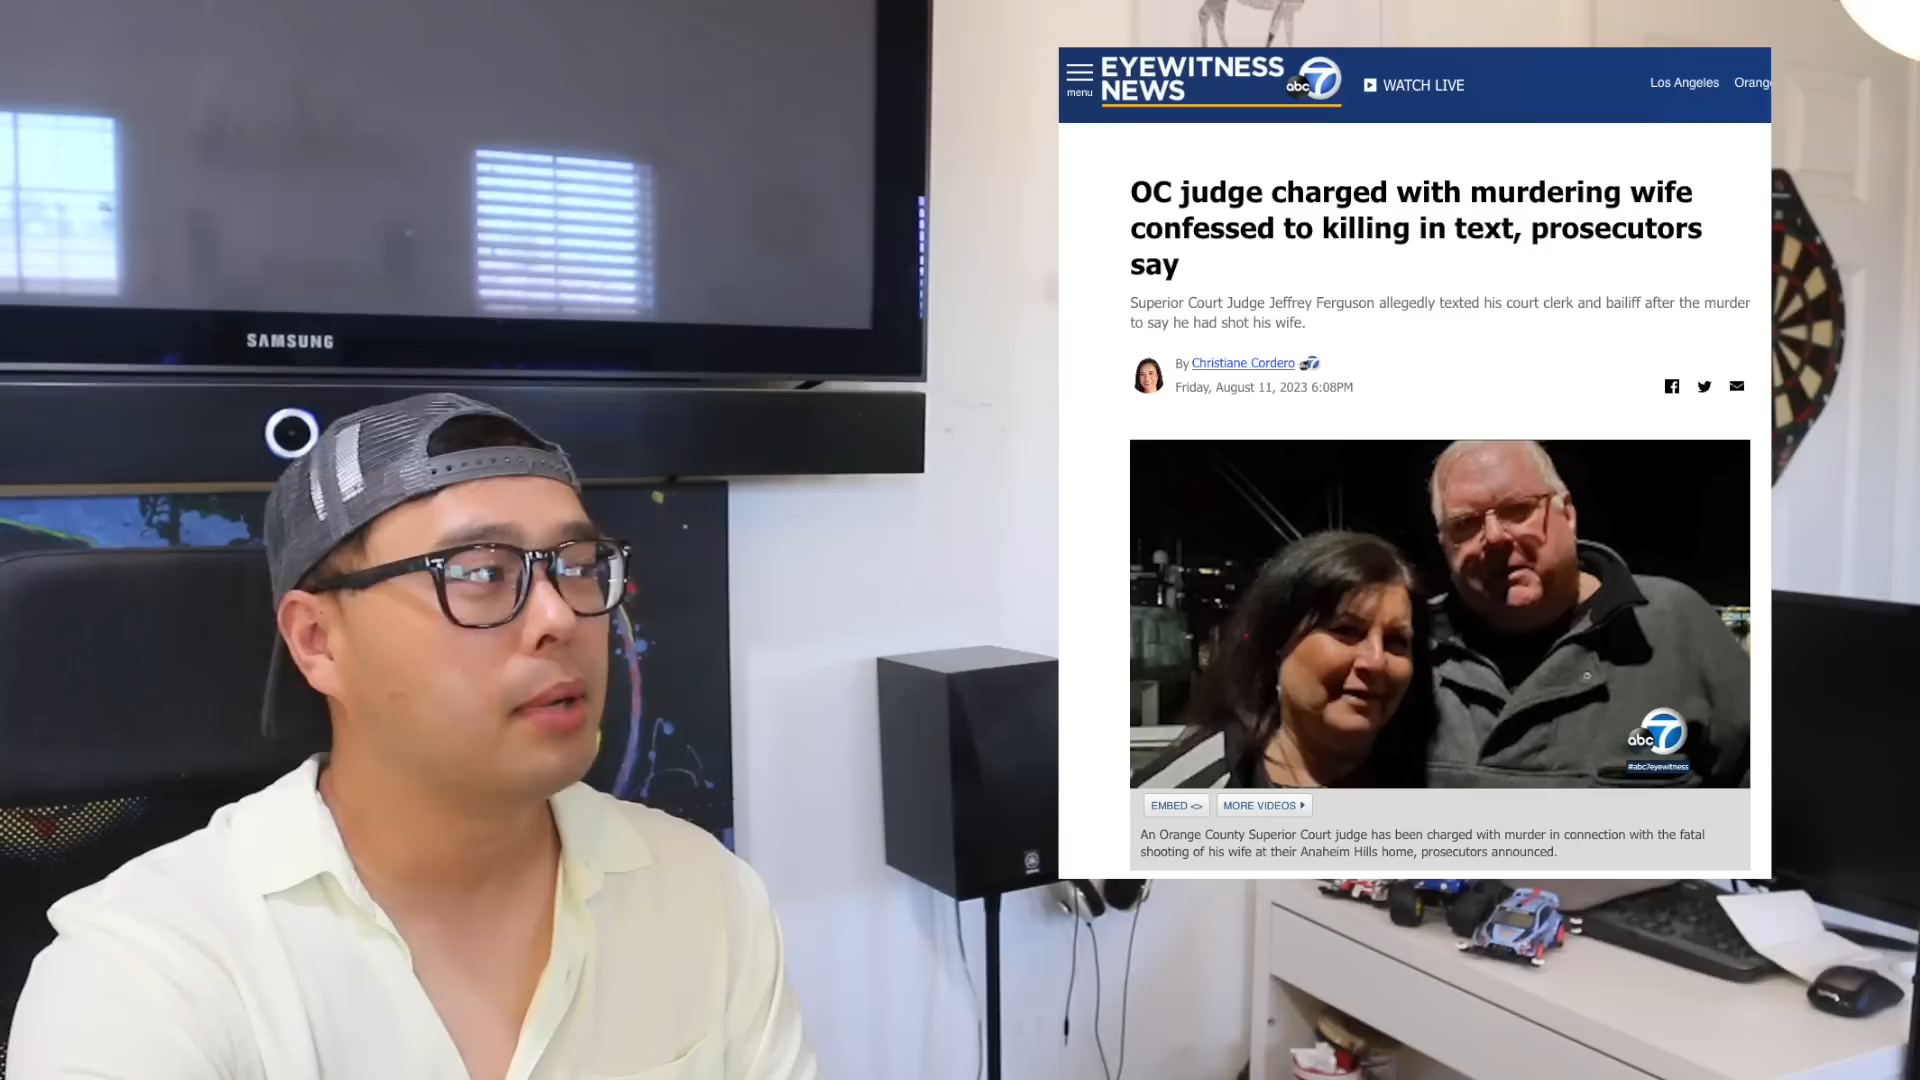 SAMSUNG
menu
EYEWITNESS
NEWS
abc 7
WATCH LIVE
Los Angeles
Orang
OC judge charged with murdering wife
confessed to killing in text, prosecutors
say
Superior Court Judge Jeffrey Ferguson allegedly texted his court clerk and bailiff after the murder
to say he had shot his wife.
By Christiane Cordero
Friday, August 11, 2023 6:08PM
abc 7
#abc7eyewitness
EMBED <>
MORE VIDEOS
An Orange County Superior Court judge has been charged with murder in connection with the fatal
shooting of his wife at their Anaheim Hills home, prosecutors announced.